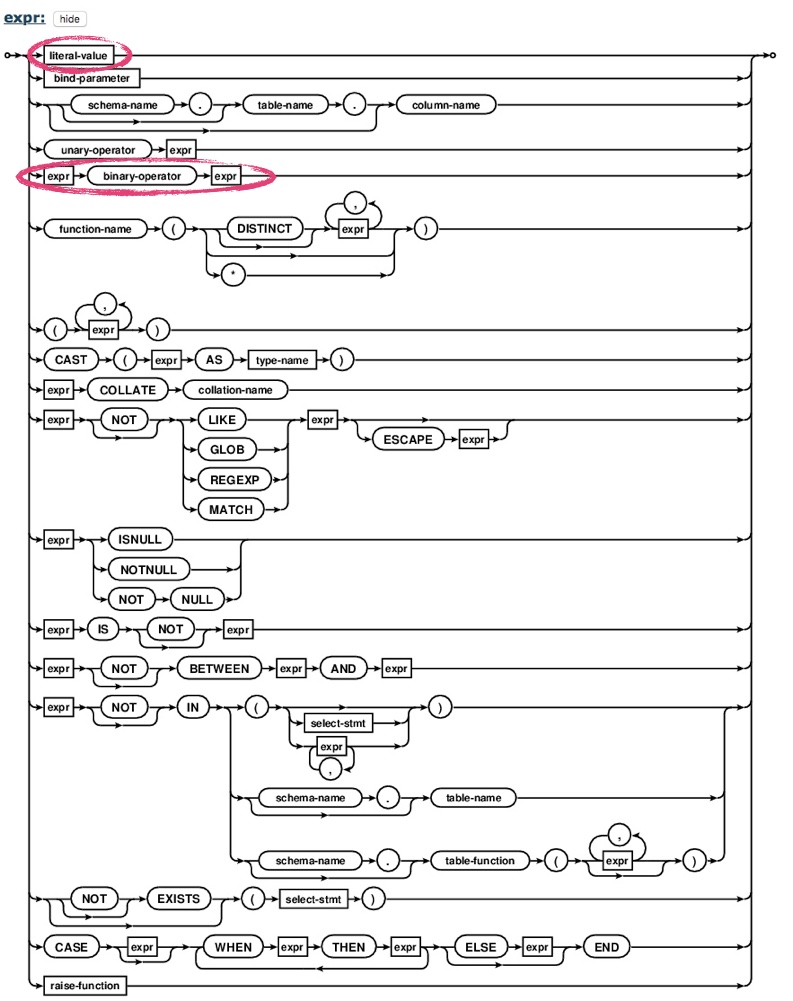 expr: hide
literal-value
bind-parameter
schema-name . table-name . column-name
unary-operator expr
expr binary-operator expr
,
function-name ( DISTINCT expr )
*
,
( expr )
CAST ( expr AS type-name )
expr COLLATE collation-name
expr NOT LIKE expr
GLOB ESCAPE expr
REGEXP
MATCH
expr ISNULL
NOTNULL
NOT NULL
expr IS NOT expr
expr NOT BETWEEN expr AND expr
expr NOT IN ( )
select-stmt
expr
,
schema-name . table-name
,
schema-name . table-function ( expr )
NOT EXISTS ( select-stmt )
CASE expr WHEN expr THEN expr ELSE expr END
raise-function